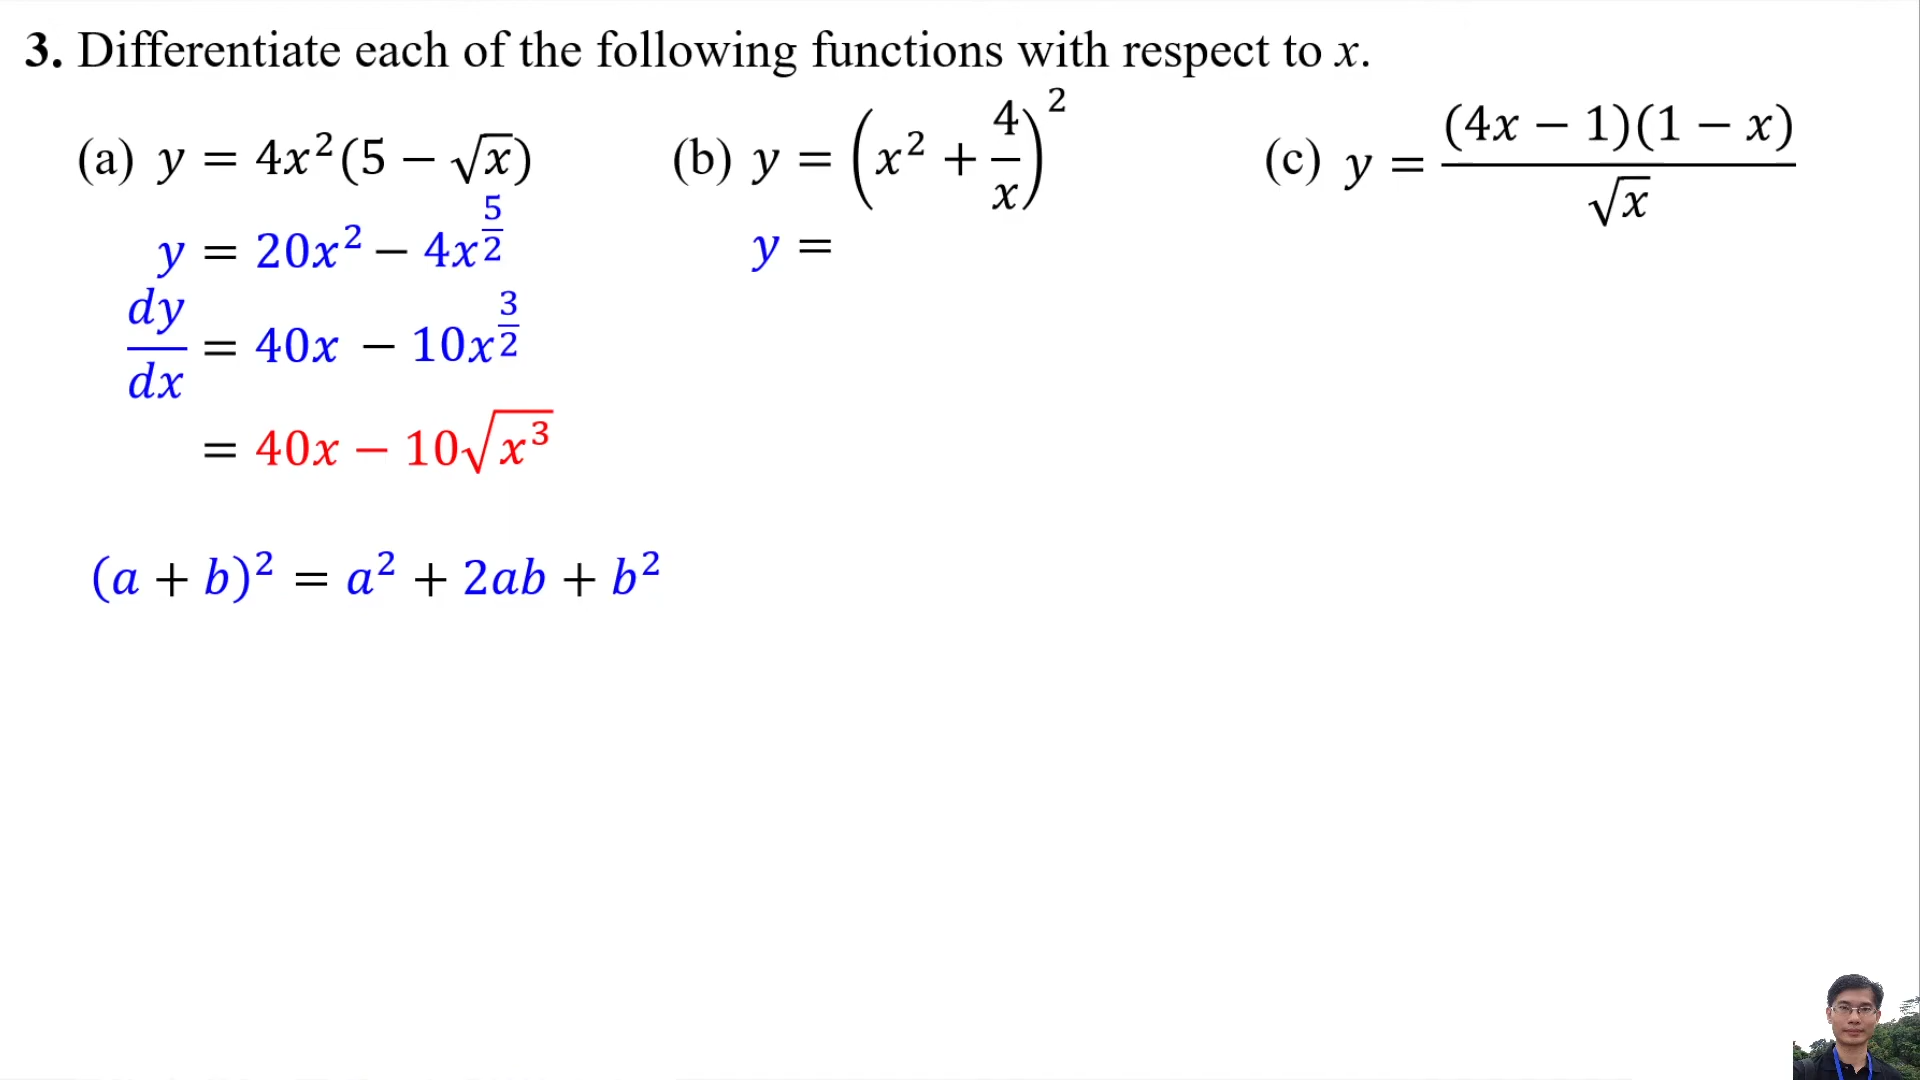 3. Differentiate each of the following functions with respect to x.
(a) y = 4x²(5 − √x)
y = 20x² − 4x^(5/2)
dy/dx = 40x − 10x^(3/2)
= 40x − 10√(x³)
(a + b)² = a² + 2ab + b²
(b) y = (x² + 4/x)²
y =
(c) y = (4x − 1)(1 − x)/√x